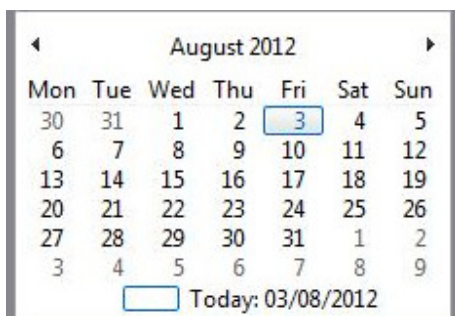 August 2012
Mon Tue Wed Thu Fri Sat Sun
30 31 1 2 3 4 5
6 7 8 9 10 11 12
13 14 15 16 17 18 19
20 21 22 23 24 25 26
27 28 29 30 31 1 2
3 4 5 6 7 8 9
Today: 03/08/2012